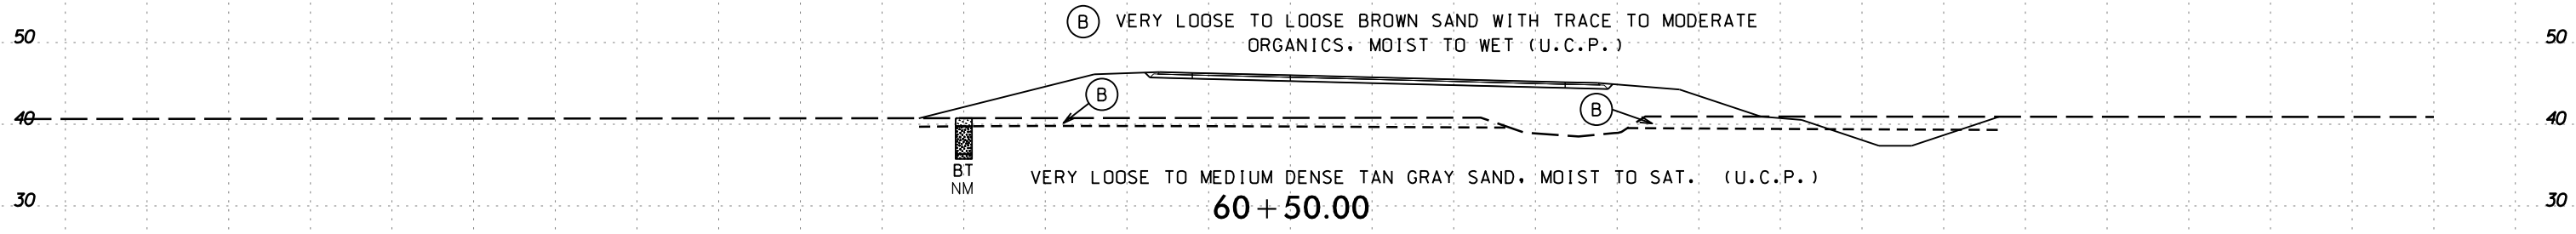 B VERY LOOSE TO LOOSE BROWN SAND WITH TRACE TO MODERATE
ORGANICS, MOIST TO WET (U.C.P.)
50 50
B
B
40 40
BT
NM
VERY LOOSE TO MEDIUM DENSE TAN GRAY SAND, MOIST TO SAT. (U.C.P.)
30 30
60+50.00